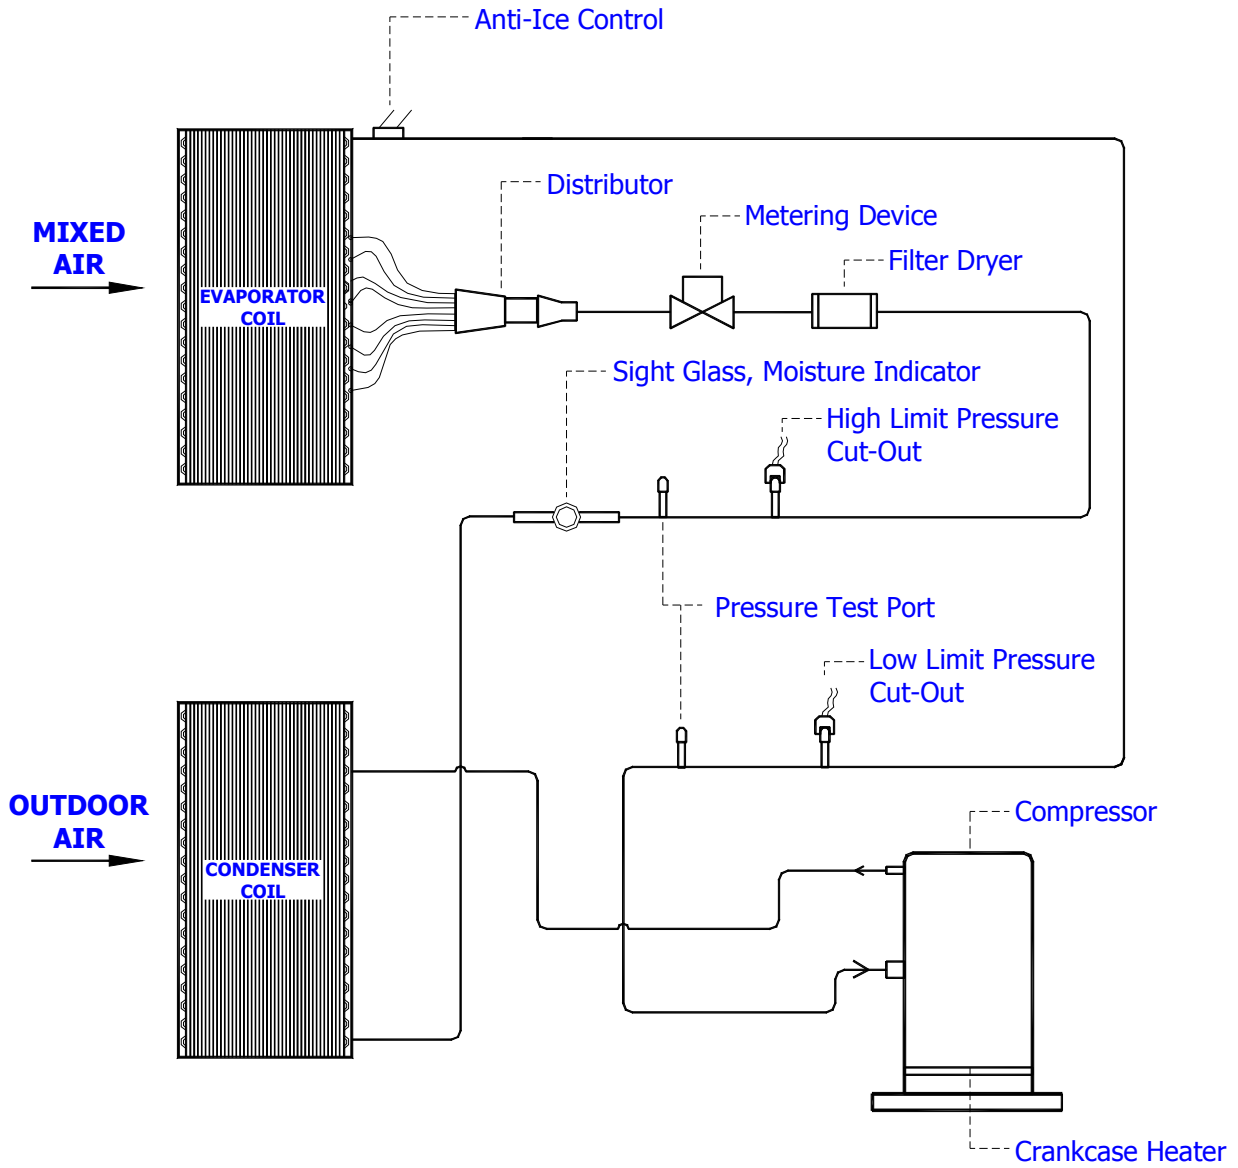 Anti-Ice Control
Distributor
Metering Device
Filter Dryer
MIXED
AIR
EVAPORATOR
COIL
Sight Glass, Moisture Indicator
High Limit Pressure
Cut-Out
Pressure Test Port
Low Limit Pressure
Cut-Out
OUTDOOR
AIR
CONDENSER
COIL
Compressor
Crankcase Heater